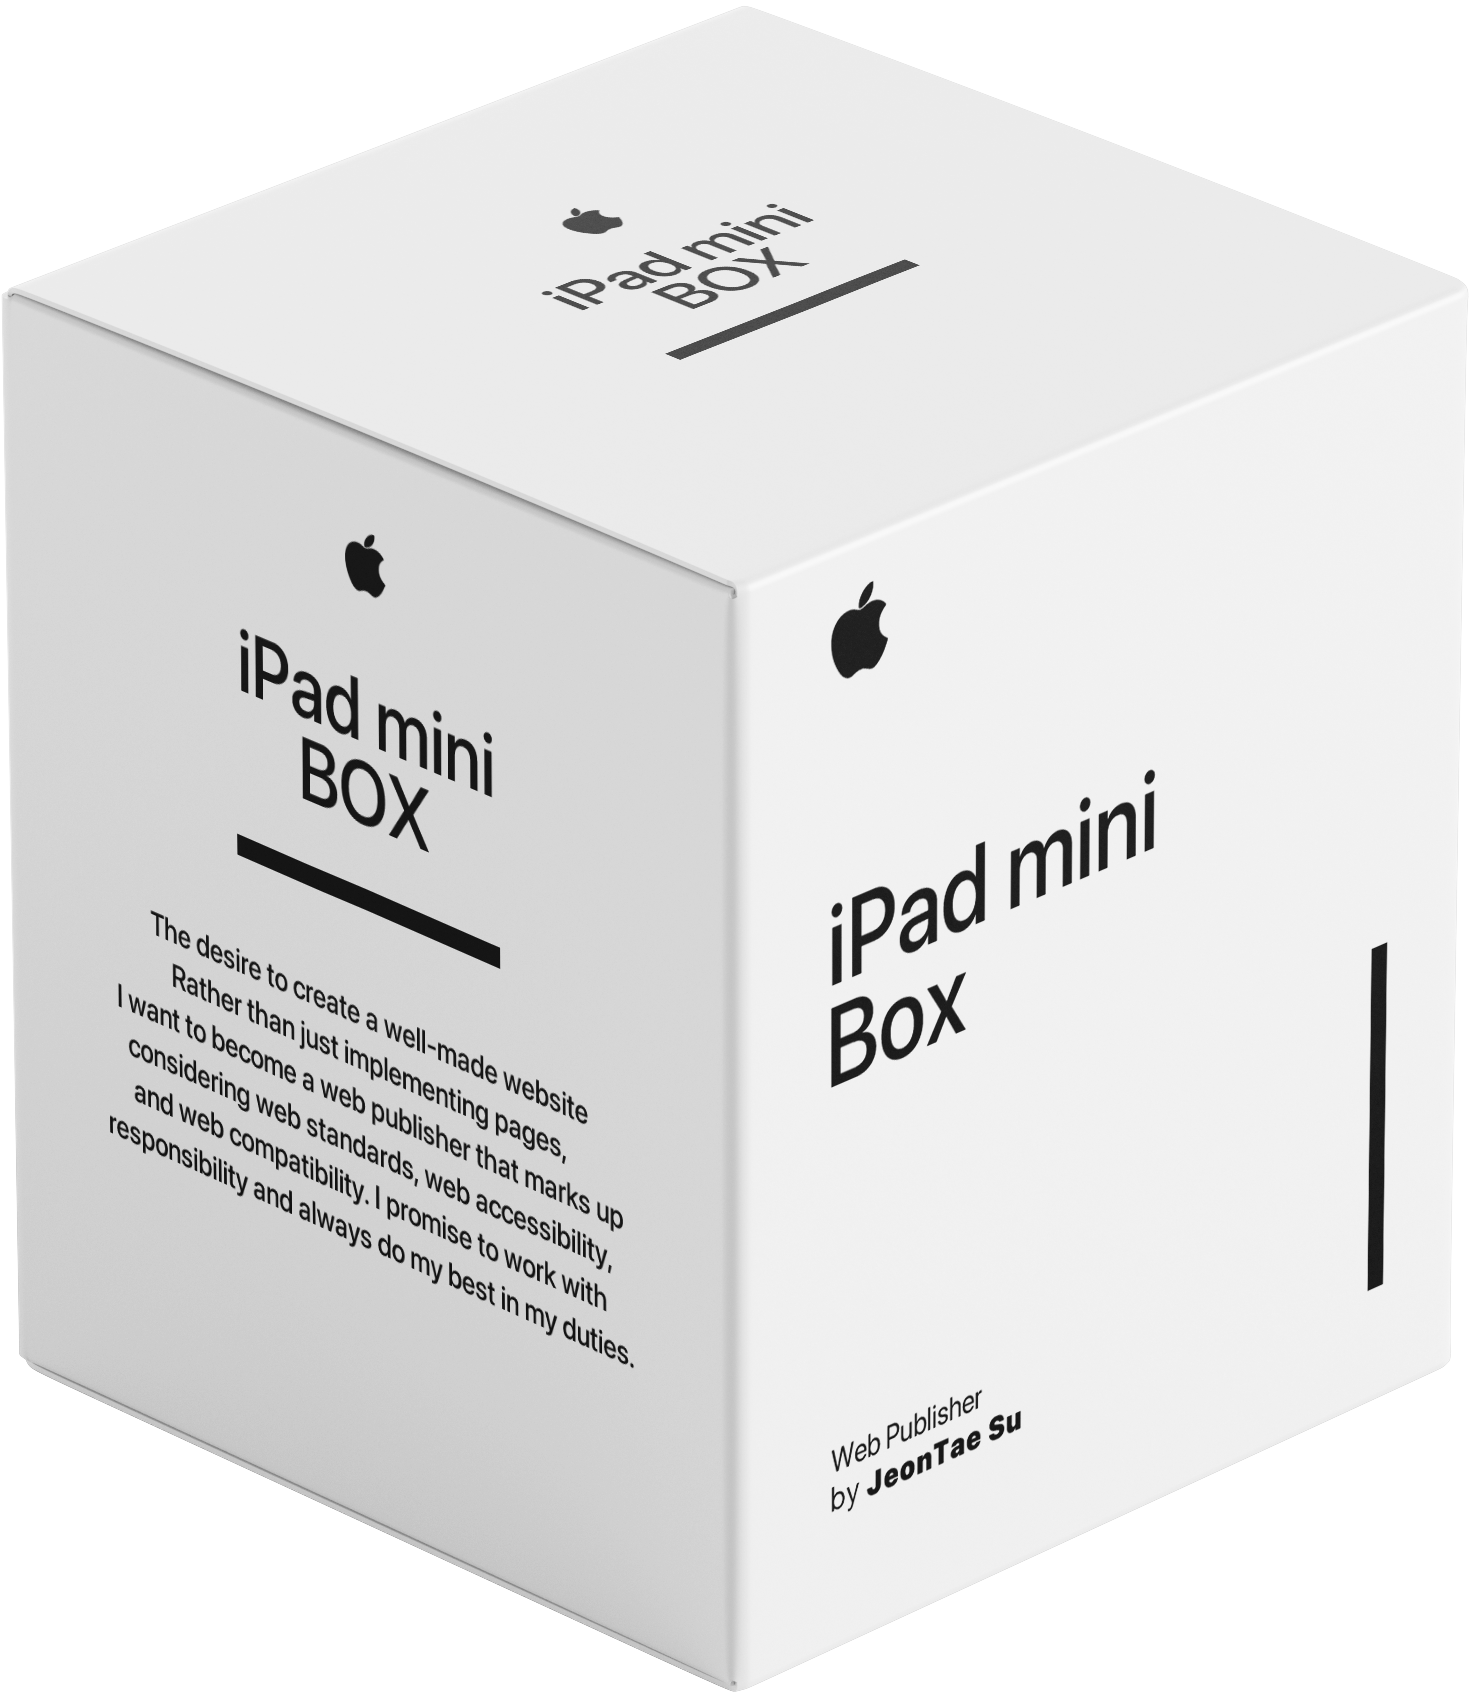 iPad mini
BOX
iPad mini
BOX
The desire to create a well-made website
Rather than just implementing pages,
I want to become a web publisher that marks up
considering web standards, web accessibility,
and web compatibility. I promise to work with
responsibility and always do my best in my duties.
iPad mini
Box
Web Publisher
by JeonTae Su